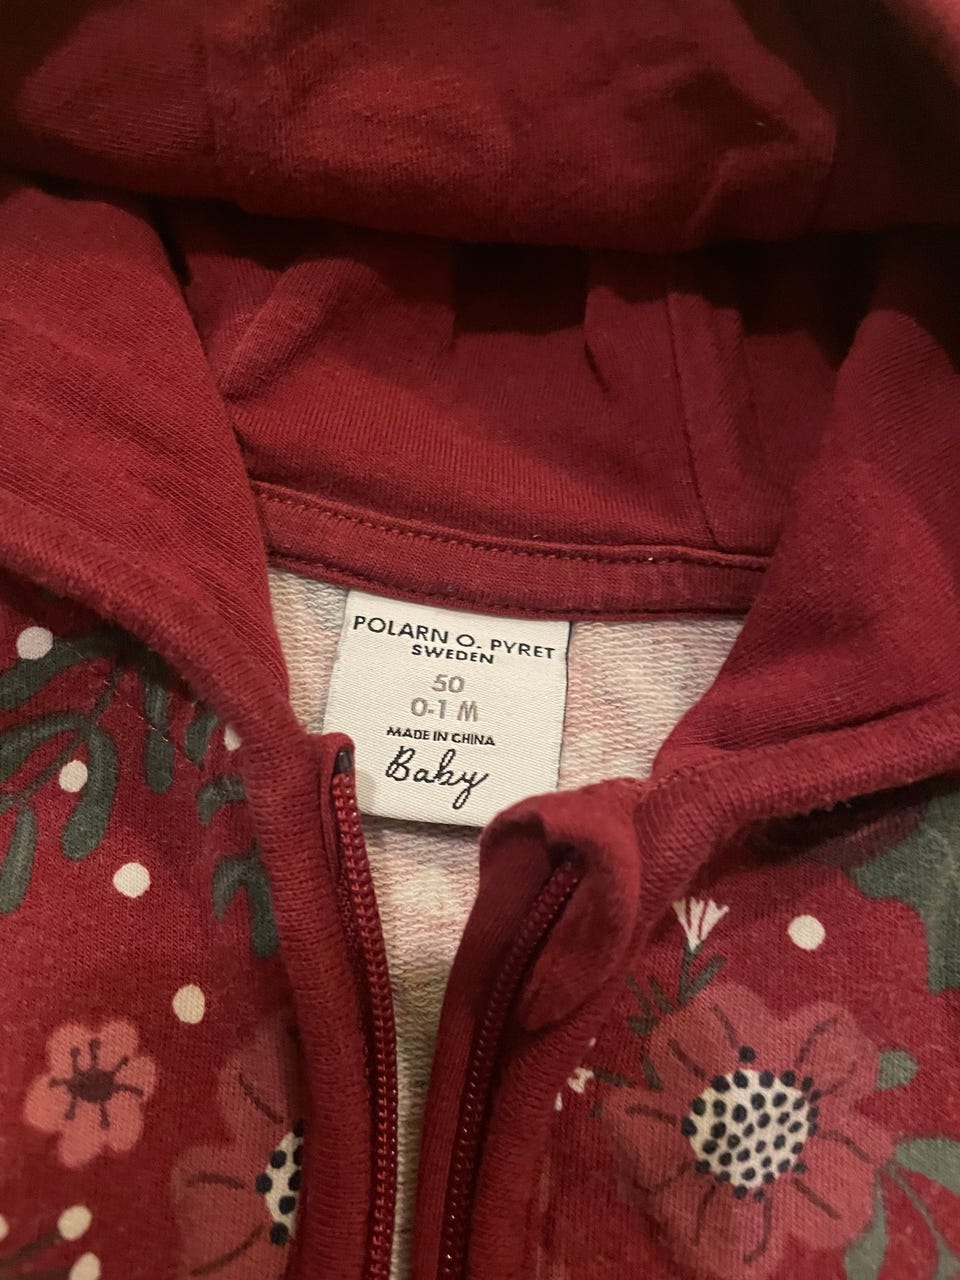 POLARN O. PYRET
SWEDEN
50
0-1 M
MADE IN CHINA
Baby